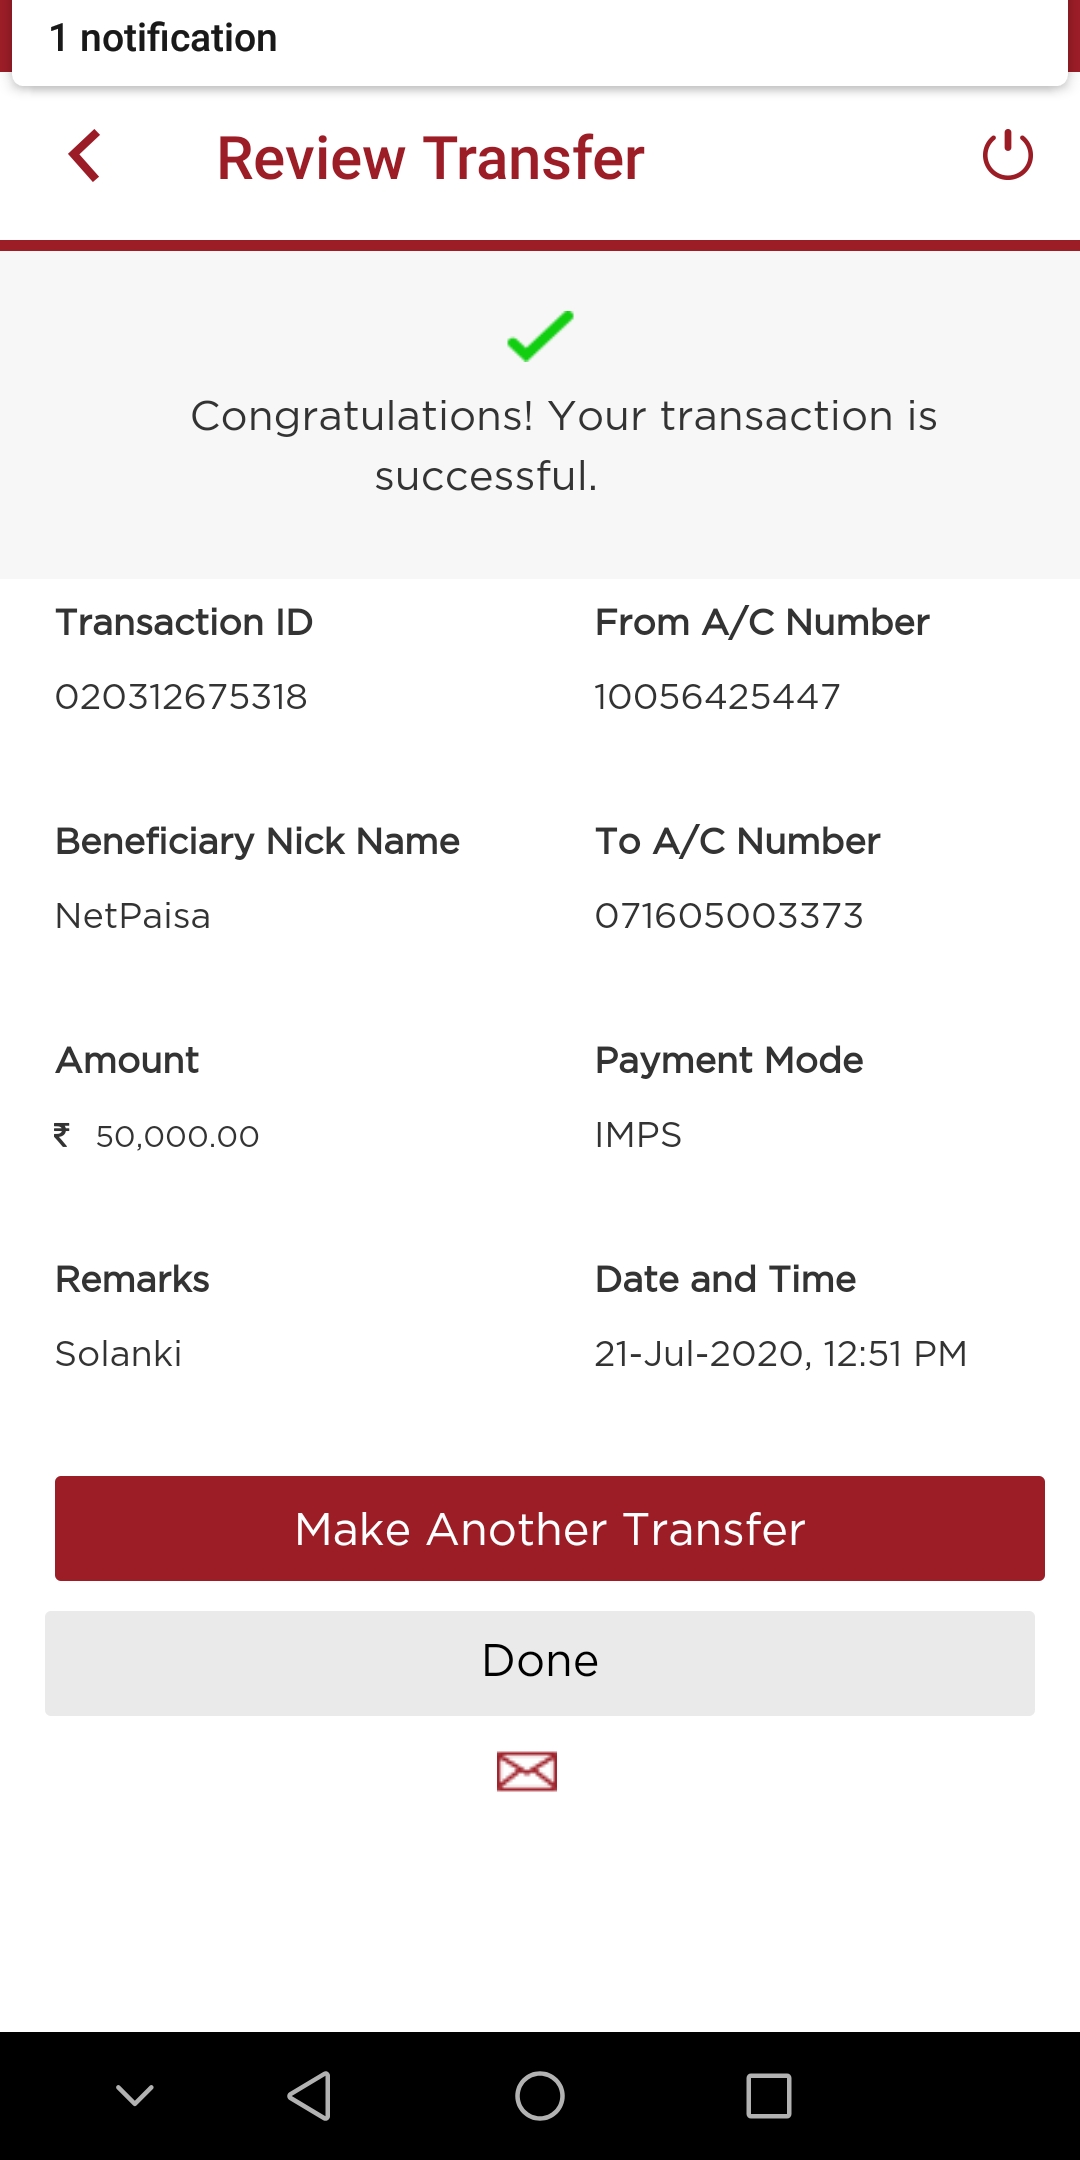 1 notification
Review Transfer
Congratulations! Your transaction is
successful.
Transaction ID
From A/C Number
020312675318
10056425447
Beneficiary Nick Name
To A/C Number
NetPaisa
071605003373
Amount
Payment Mode
₹ 50,000.00
IMPS
Remarks
Date and Time
Solanki
21-Jul-2020, 12:51 PM
Make Another Transfer
Done